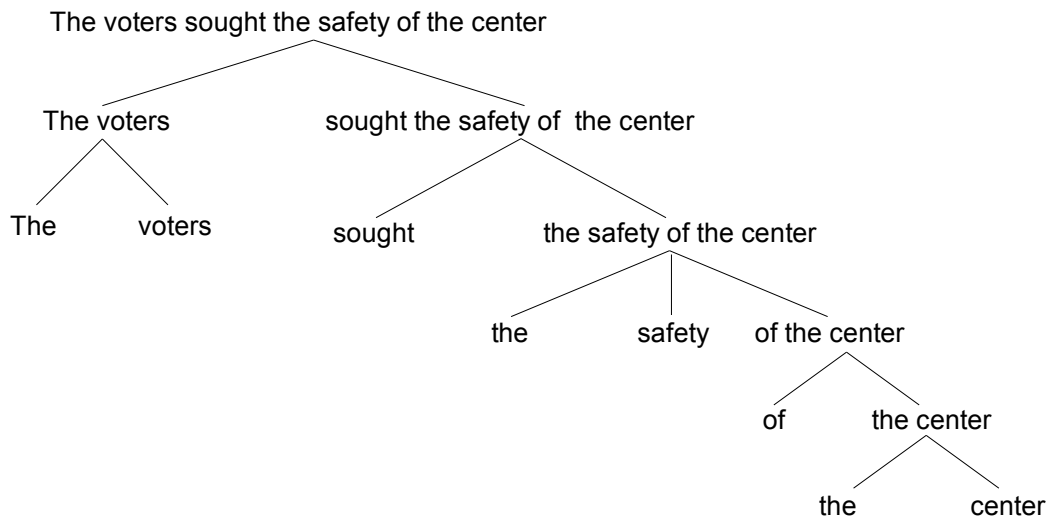 The voters sought the safety of the center
The voters sought the safety of  the center
The voters sought the safety of the center
the safety of the center
of the center
the center